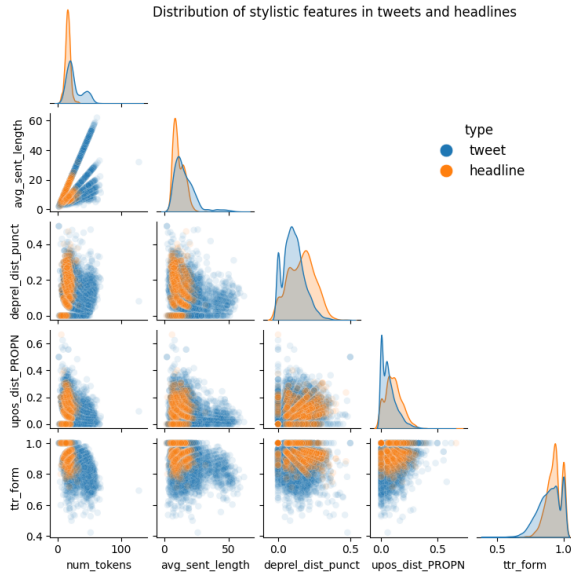 Distribution of stylistic features in tweets and headlines
type
tweet
headline
avg_sent_length
60
40
20
0
deprel_dist_punct
0.4
0.2
0.0
upos_dist_PROPN
0.6
0.4
0.2
0.0
ttr_form
1.0
0.8
0.6
0.4
0 100
0 50
0.0 0.5
0.0 0.5
0.5 1.0
num_tokens avg_sent_length deprel_dist_punct upos_dist_PROPN ttr_form